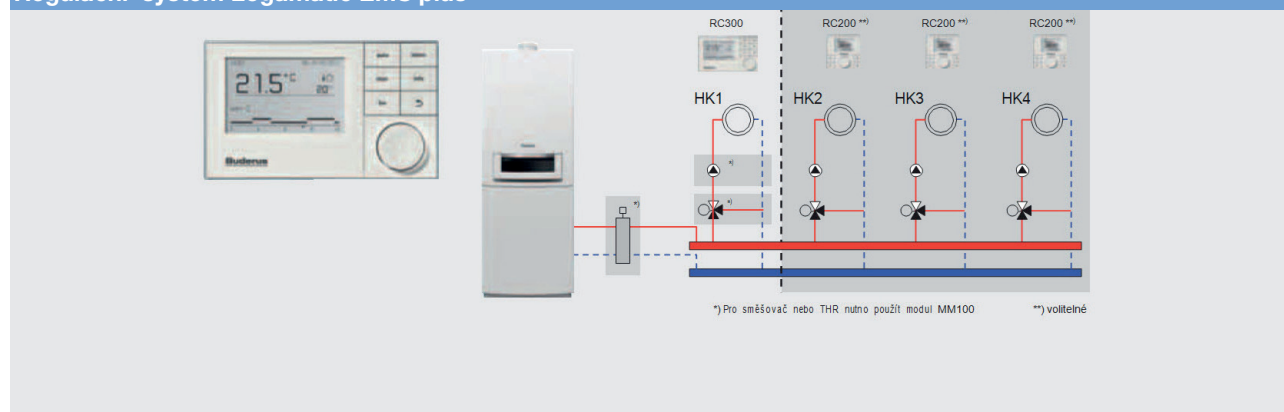 Regulační systém Logamatic EMS plus
RC300
RC200 **)
RC200 **)
RC200 **)
21.5°C
20°
Buderus
HK1
HK2
HK3
HK4
*)
*)
*)
*) Pro směšovač nebo THR nutno použít modul MM100
**) volitelné